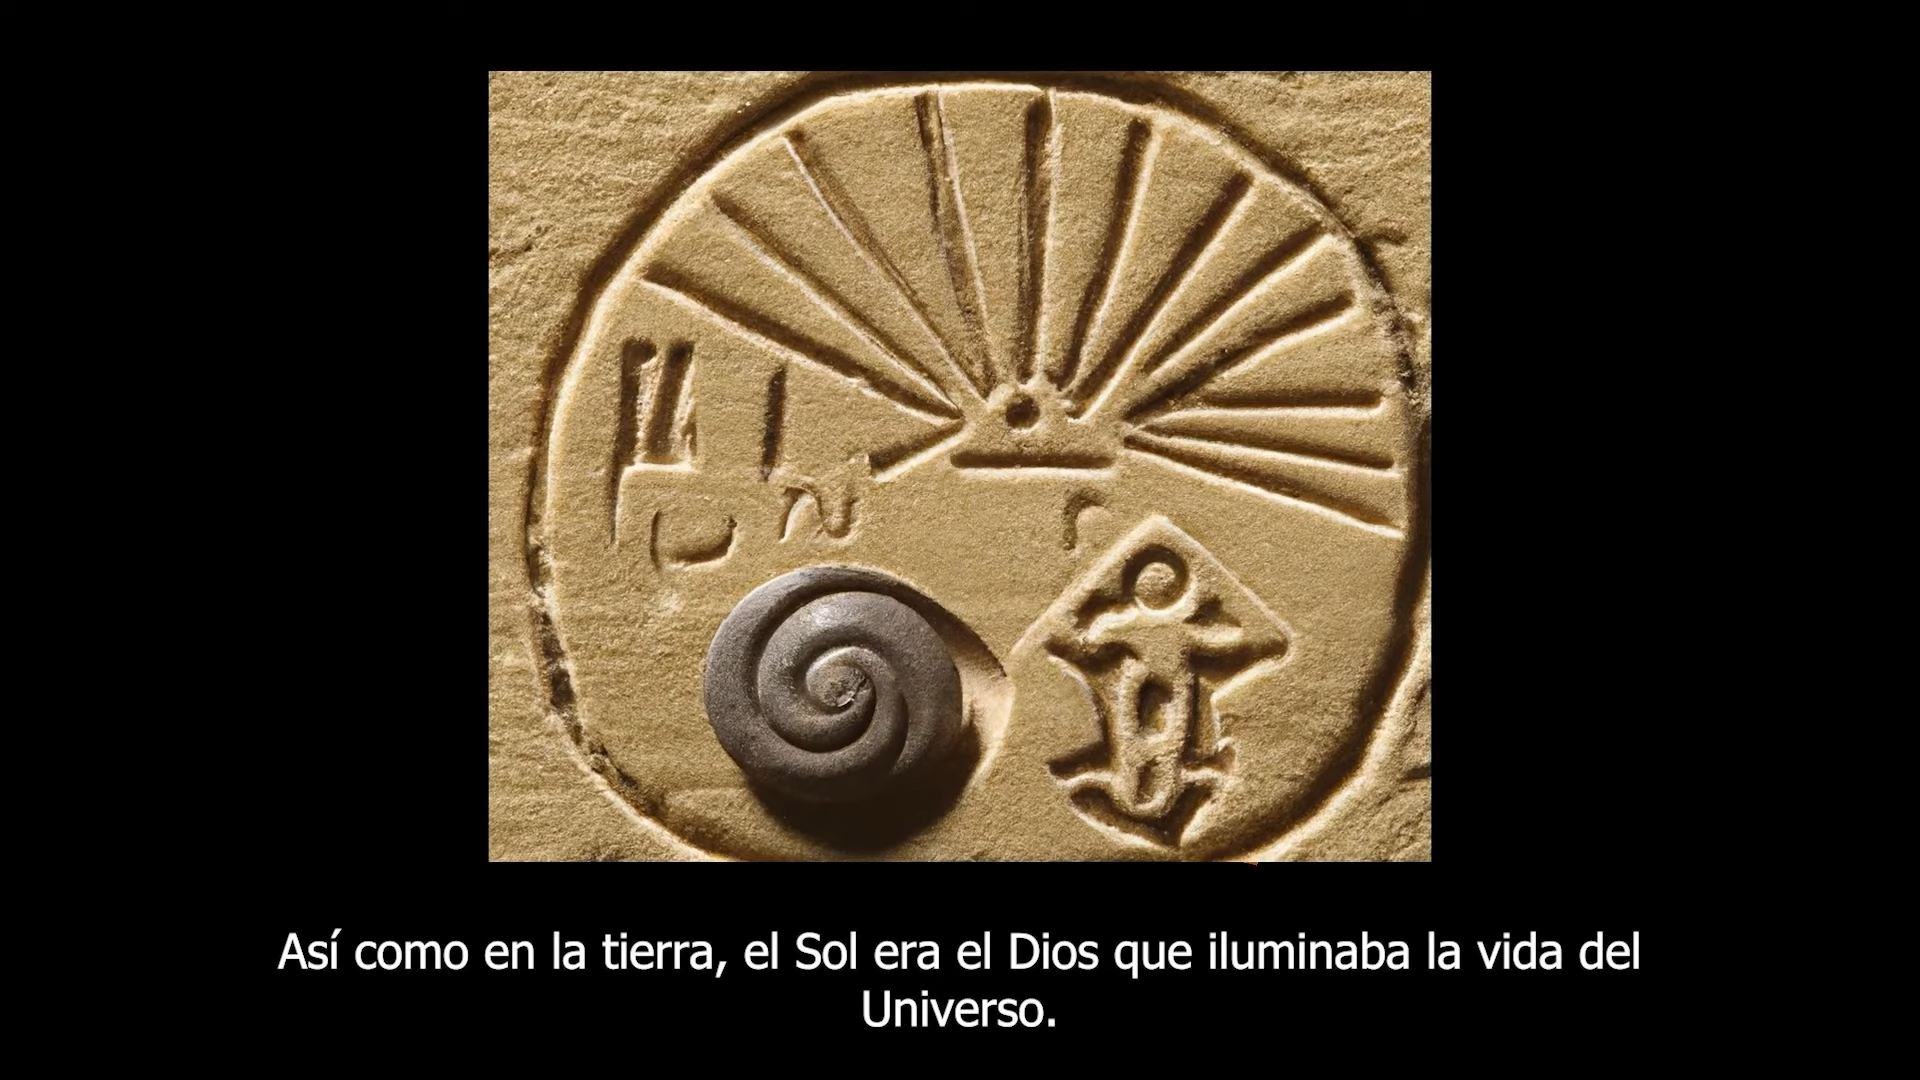 Así como en la tierra, el Sol era el Dios que iluminaba la vida del
Universo.